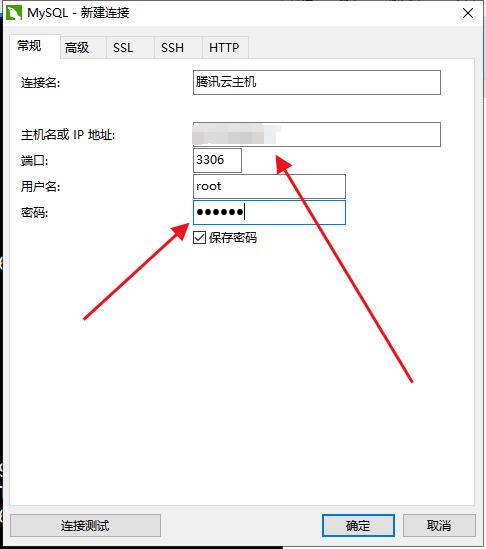 MySQL - 新建连接
常规 高级 SSL SSH HTTP
连接名: 腾讯云主机
主机名或 IP 地址:
端口: 3306
用户名: root
密码: ●●●●●●
保存密码
连接测试 确定 取消